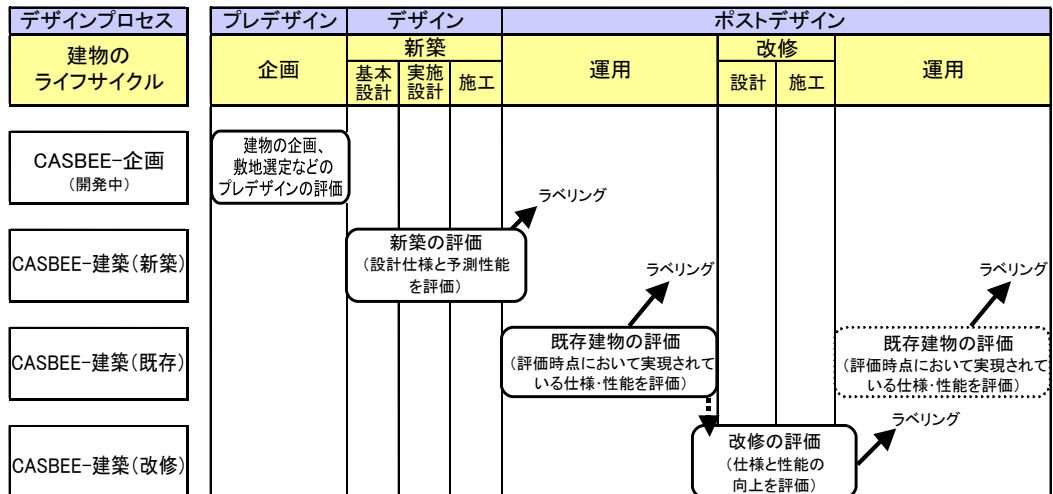 デザインプロセス
プレデザイン
デザイン
ポストデザイン
建物の
ライフサイクル
企画
新築
基本
設計
実施
設計
施工
運用
改修
設計
施工
運用
CASBEE-企画
(開発中)
建物の企画、
敷地選定などの
プレデザインの評価
ラベリング
CASBEE-建築(新築)
新築の評価
(設計仕様と予測性能
を評価)
ラベリング
ラベリング
CASBEE-建築(既存)
既存建物の評価
(評価時点において実現されて
いる仕様・性能を評価)
既存建物の評価
(評価時点において実現されて
いる仕様・性能を評価)
ラベリング
CASBEE-建築(改修)
改修の評価
(仕様と性能の
向上を評価)